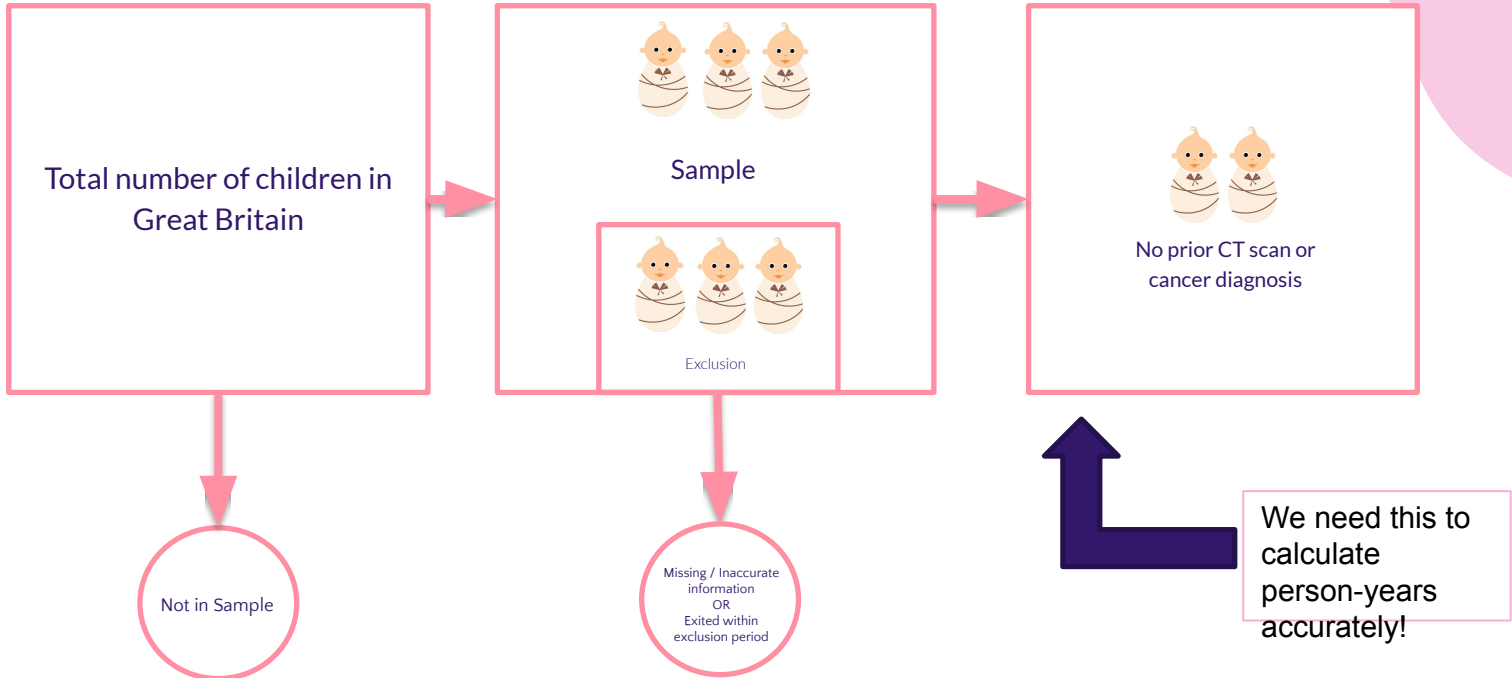 Total number of children in
Great Britain
Sample
Exclusion
No prior CT scan or
cancer diagnosis
Not in Sample
Missing / Inaccurate
information
OR
Exited within
exclusion period
We need this to
calculate
person-years
accurately!